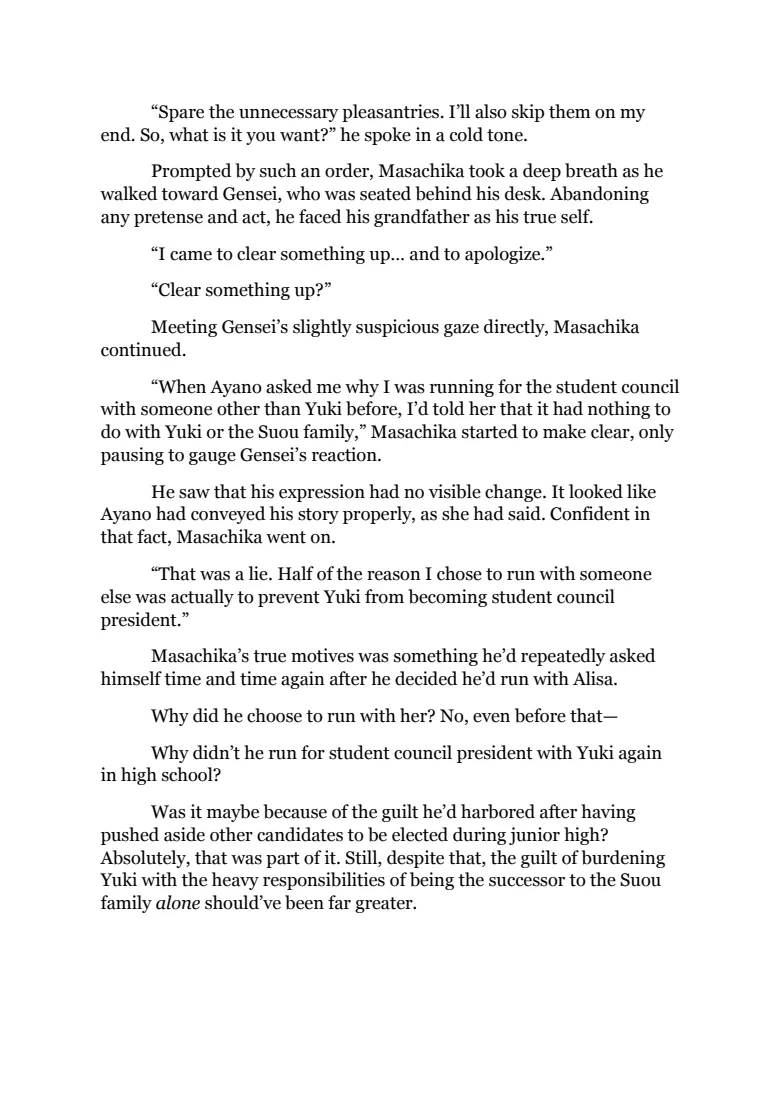 “Spare the unnecessary pleasantries. I’ll also skip them on my
end. So, what is it you want?” he spoke in a cold tone.
Prompted by such an order, Masachika took a deep breath as he
walked toward Gensei, who was seated behind his desk. Abandoning
any pretense and act, he faced his grandfather as his true self.
“I came to clear something up… and to apologize.”
“Clear something up?”
Meeting Gensei’s slightly suspicious gaze directly, Masachika
continued.
“When Ayano asked me why I was running for the student council
with someone other than Yuki before, I’d told her that it had nothing to
do with Yuki or the Suou family,” Masachika started to make clear, only
pausing to gauge Gensei’s reaction.
He saw that his expression had no visible change. It looked like
Ayano had conveyed his story properly, as she had said. Confident in
that fact, Masachika went on.
“That was a lie. Half of the reason I chose to run with someone
else was actually to prevent Yuki from becoming student council
president.”
Masachika’s true motives was something he’d repeatedly asked
himself time and time again after he decided he’d run with Alisa.
Why did he choose to run with her? No, even before that—
Why didn’t he run for student council president with Yuki again
in high school?
Was it maybe because of the guilt he’d harbored after having
pushed aside other candidates to be elected during junior high?
Absolutely, that was part of it. Still, despite that, the guilt of burdening
Yuki with the heavy responsibilities of being the successor to the Suou
family alone should’ve been far greater.